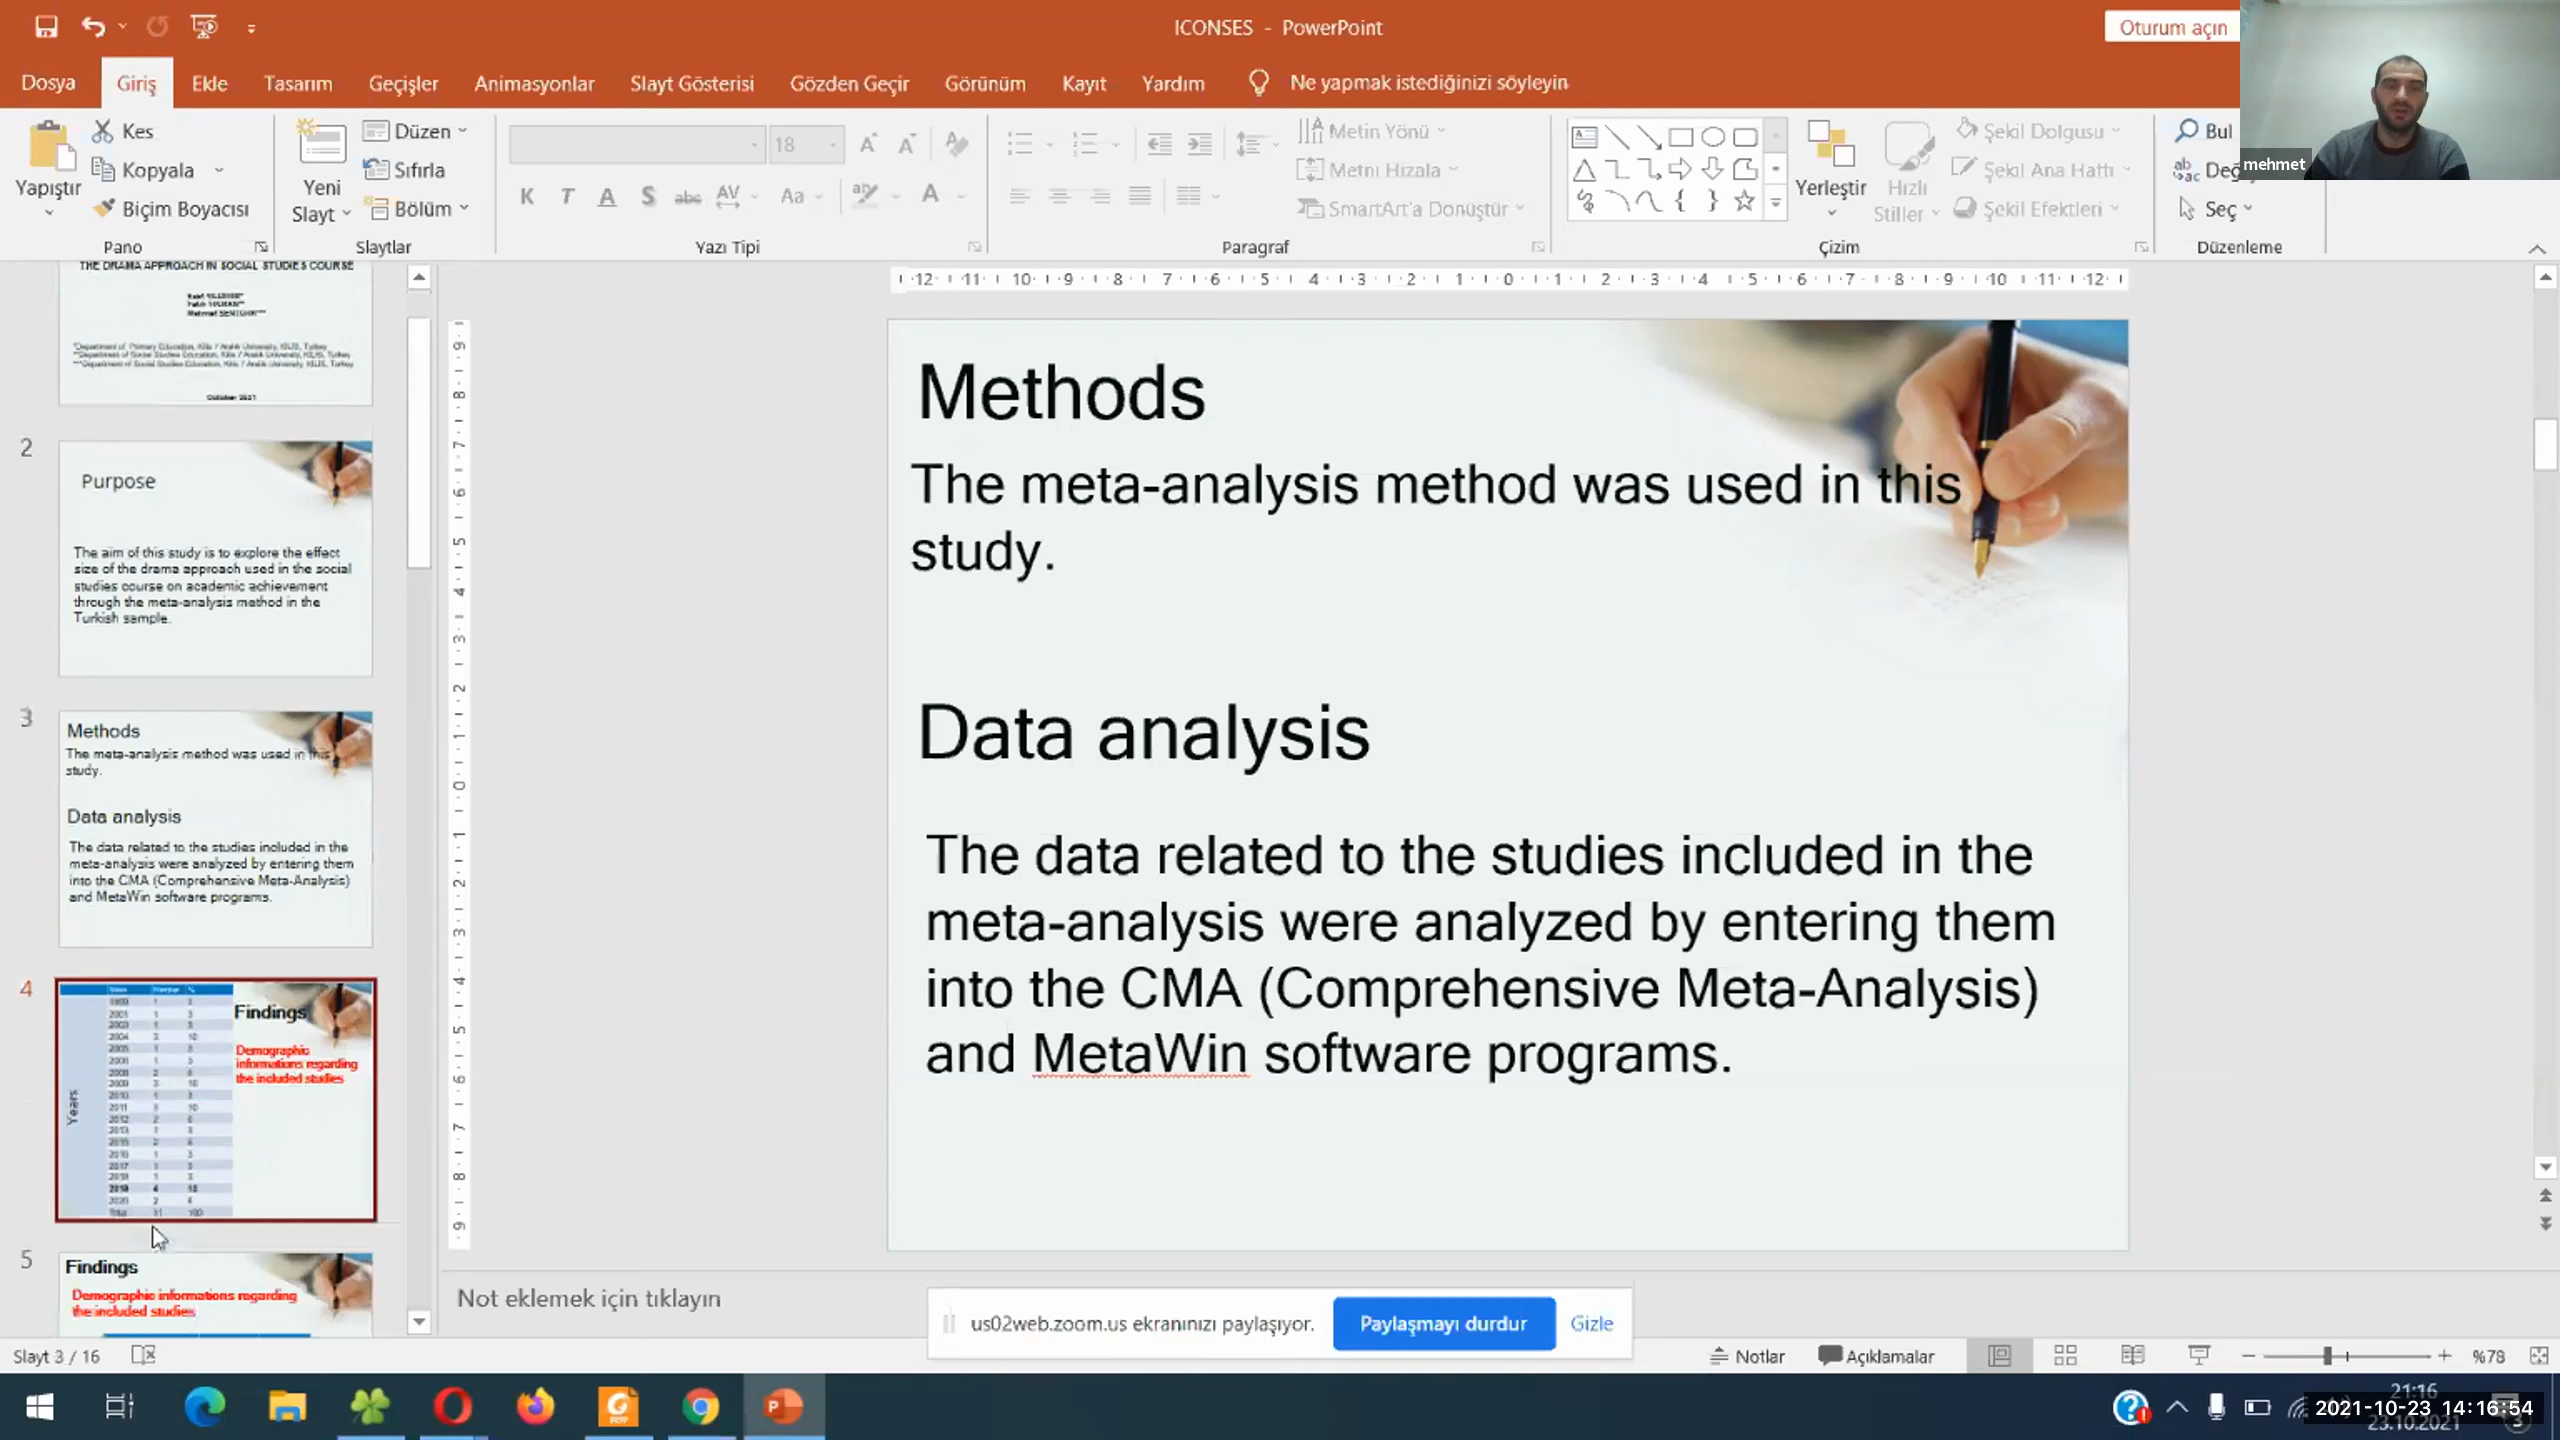 ICONSES - PowerPoint
Oturum açın
Dosya
Giriş
Ekle
Tasarım
Geçişler
Animasyonlar
Slayt Gösterisi
Gözden Geçir
Görünüm
Kayıt
Yardım
Ne yapmak istediğinizi söyleyin
mehmet
Yapıştır
Kes
Kopyala
Biçim Boyacısı
Pano
Yeni
Slayt
Düzen
Sıfırla
Bölüm
Slaytlar
18
Yazı Tipi
Metin Yönü
Metni Hizala
SmartArt'a Dönüştür
Paragraf
Yerleştir
Hızlı
Stiller
Şekil Dolgusu
Şekil Ana Hattı
Şekil Efektleri
Çizim
Bul
Seç
Düzenleme
THE DRAMA APPROACH IN SOCIAL STUDIES COURSE
October 2021
2
Purpose
The aim of this study is to explore the effect
size of the drama approach used in the social
studies course on academic achievement
through the meta-analysis method in the
Turkish sample.
3
Methods
The meta-analysis method was used in this
study.
Data analysis
The data related to the studies included in the
meta-analysis were analyzed by entering them
into the CMA (Comprehensive Meta-Analysis)
and MetaWin software programs.
4
Findings
Demographic
informations regarding
the included studies
Years
5
Findings
Demographic informations regarding
the included studies
Methods
The meta-analysis method was used in this
study.
Data analysis
The data related to the studies included in the
meta-analysis were analyzed by entering them
into the CMA (Comprehensive Meta-Analysis)
and MetaWin software programs.
Not eklemek için tıklayın
us02web.zoom.us ekranınızı paylaşıyor.
Paylaşmayı durdur
Gizle
Slayt 3 / 16
Notlar
Açıklamalar
%78
21:16
2021-10-23 14:16:54
23.10.2021